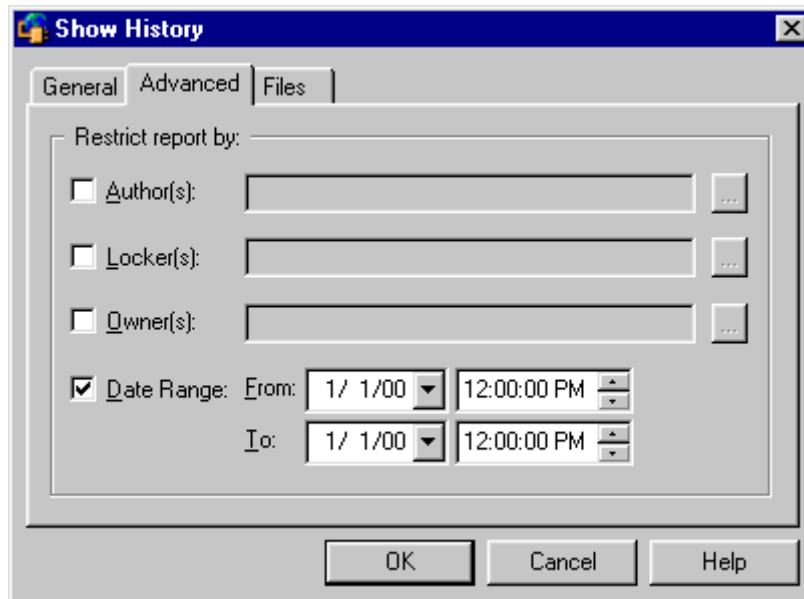 Show History
General Advanced Files
Restrict report by:
Author(s): ...
Locker(s): ...
Owner(s): ...
Date Range: From: 1/ 1/00 12:00:00 PM
To: 1/ 1/00 12:00:00 PM
OK Cancel Help